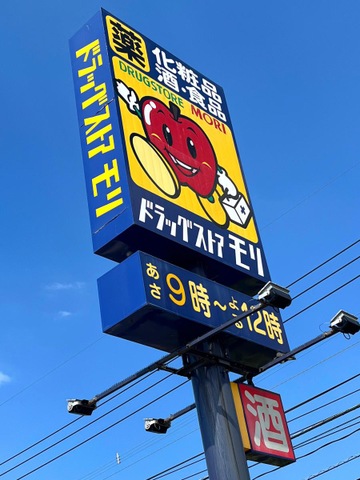 薬
化粧品
酒・食品
DRUGSTORE MORI
ドラッグストア モリ
ドラッグストア モリ
あさ9時～よる12時
酒